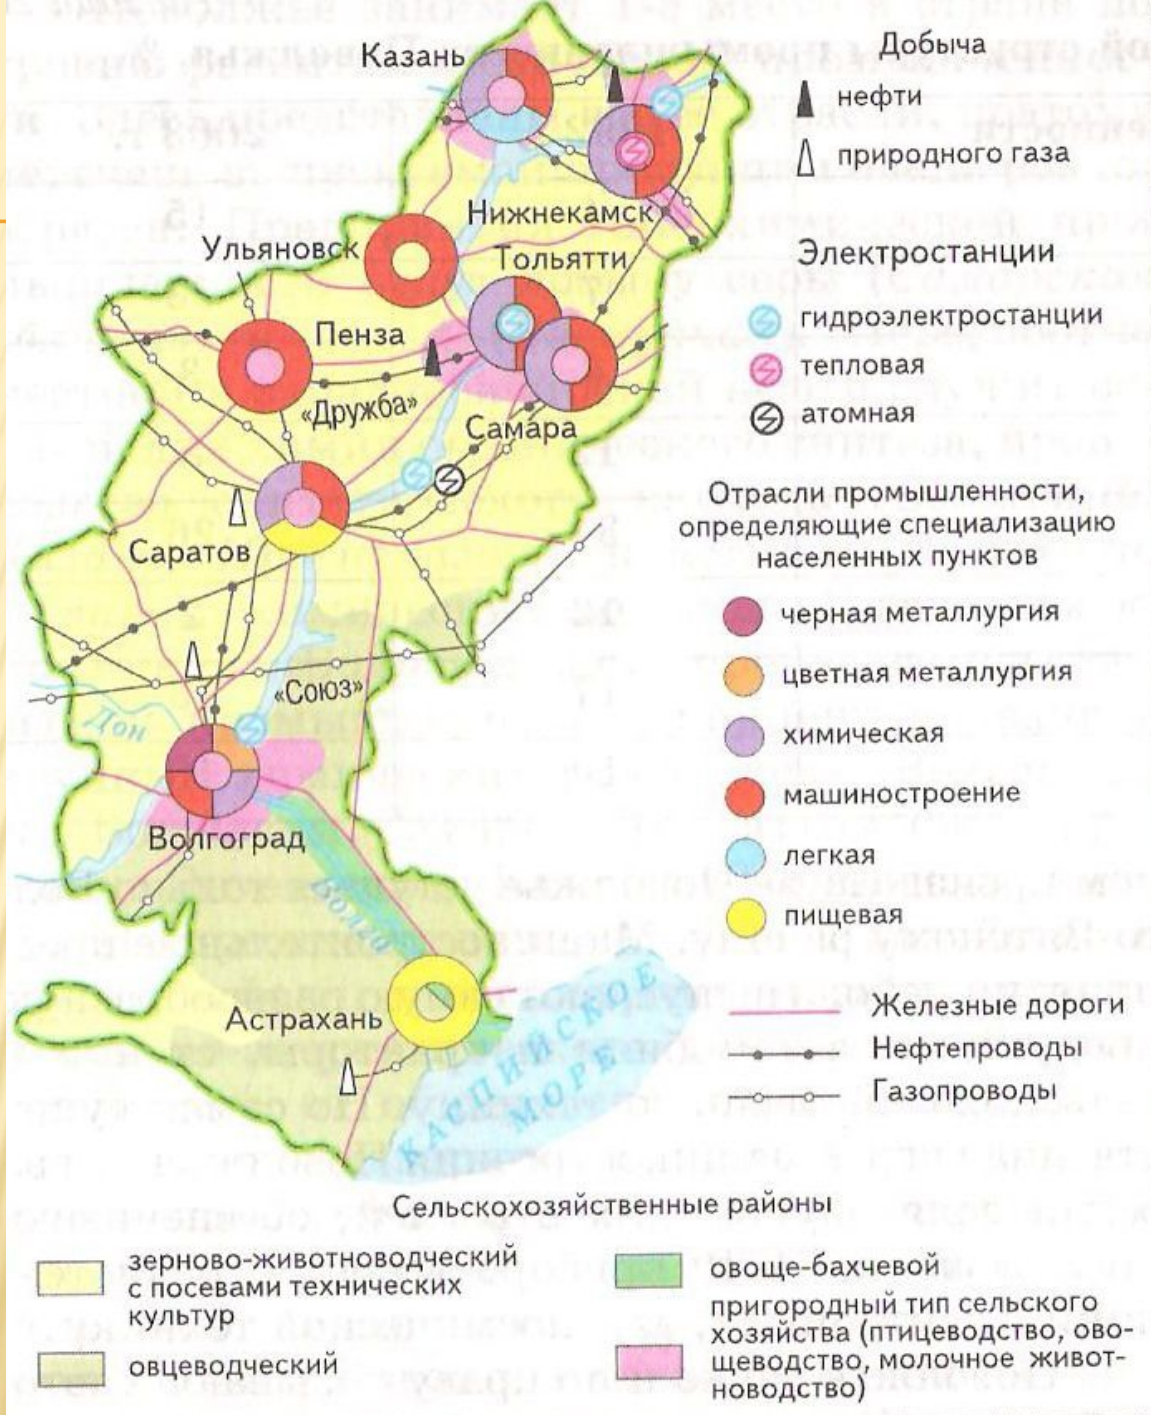 Казань
Нижнекамск
Ульяновск
Тольятти
Пенза
«Дружба»
Самара
Саратов
«Союз»
Дон
Волгоград
Волга
Астрахань
КАСПИЙСКОЕ
МОРЕ
Добыча
нефти
природного газа
Электростанции
гидроэлектростанции
тепловая
атомная
Отрасли промышленности,
определяющие специализацию
населенных пунктов
черная металлургия
цветная металлургия
химическая
машиностроение
легкая
пищевая
Железные дороги
Нефтепроводы
Газопроводы
Сельскохозяйственные районы
зерново-животноводческий
с посевами технических
культур
овцеводческий
овоще-бахчевой
пригородный тип сельского
хозяйства (птицеводство, ово-
щеводство, молочное живот-
новодство)